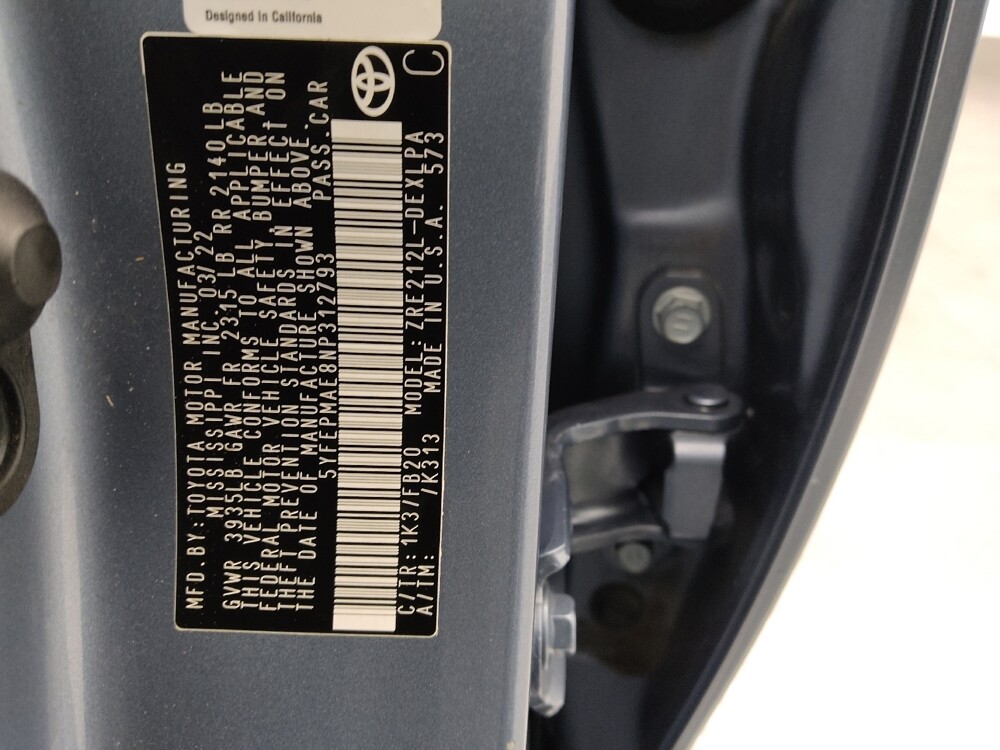 Designed in California
MFD.BY:TOYOTA MOTOR MANUFACTURING
MISSISSIPPI INC. 03/22
GVWR 3935LB GAWR FR 2315 LB RR 2140LB
THIS VEHICLE CONFORMS TO ALL APPLICABLE
FEDERAL MOTOR VEHICLE SAFETY, BUMPER AND
THEFT PREVENTION STANDARDS IN EFFECT ON
THE DATE OF MANUFACTURE SHOWN ABOVE.
5YFEPMAE8NP312793 PASS.CAR
C/TR: 1K3/FB20 MODEL: ZRE212L-DEXLPA
A/TM: /K313 MADE IN U.S.A. 573
C